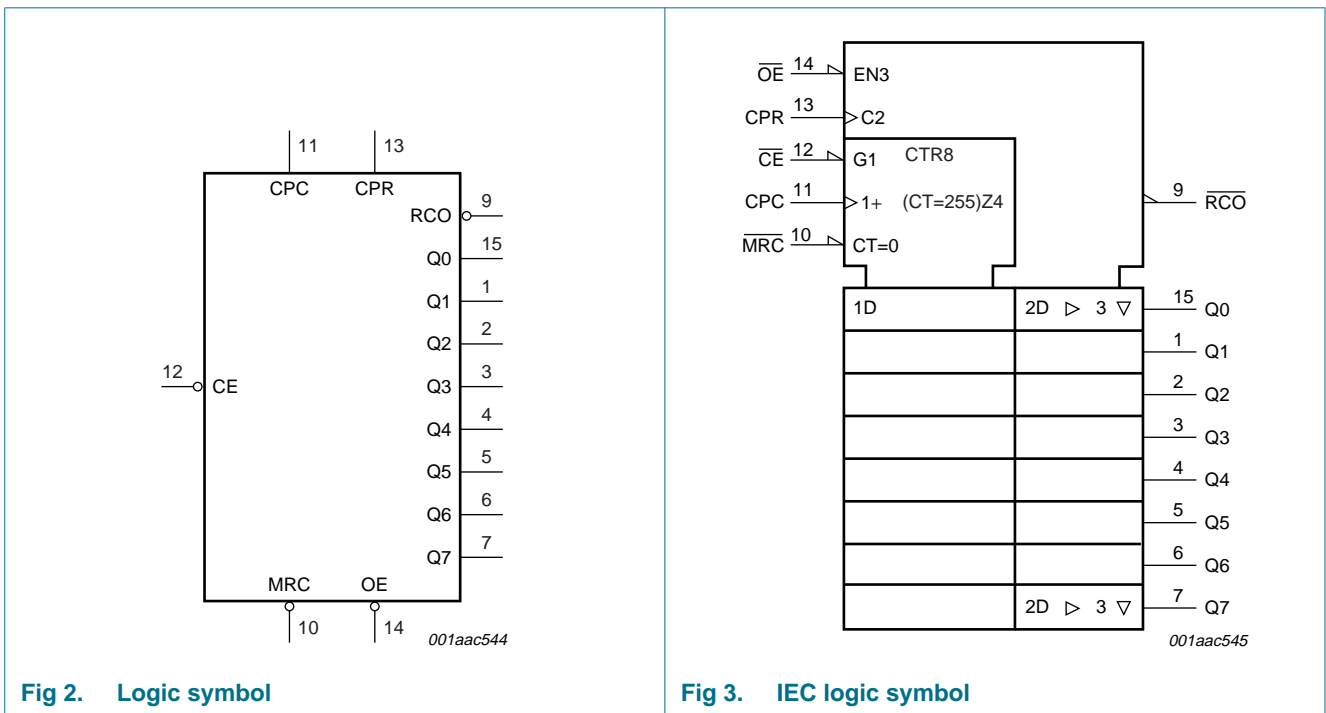 11
13
CPC
CPR
9
RCO
15
Q0
1
Q1
2
Q2
3
Q3
12
CE
4
Q4
5
Q5
6
Q6
7
Q7
MRC
OE
10
14
001aac544
Fig 2. Logic symbol
O̅E̅ 14 EN3
CPR 13 C2
C̅E̅ 12 G1 CTR8
CPC 11 1+ (CT=255)Z4
9 R̅C̅O̅
M̅R̅C̅ 10 CT=0
1D 2D ▷ 3 ▽ 15 Q0
1 Q1
2 Q2
3 Q3
4 Q4
5 Q5
6 Q6
2D ▷ 3 ▽ 7 Q7
001aac545
Fig 3. IEC logic symbol